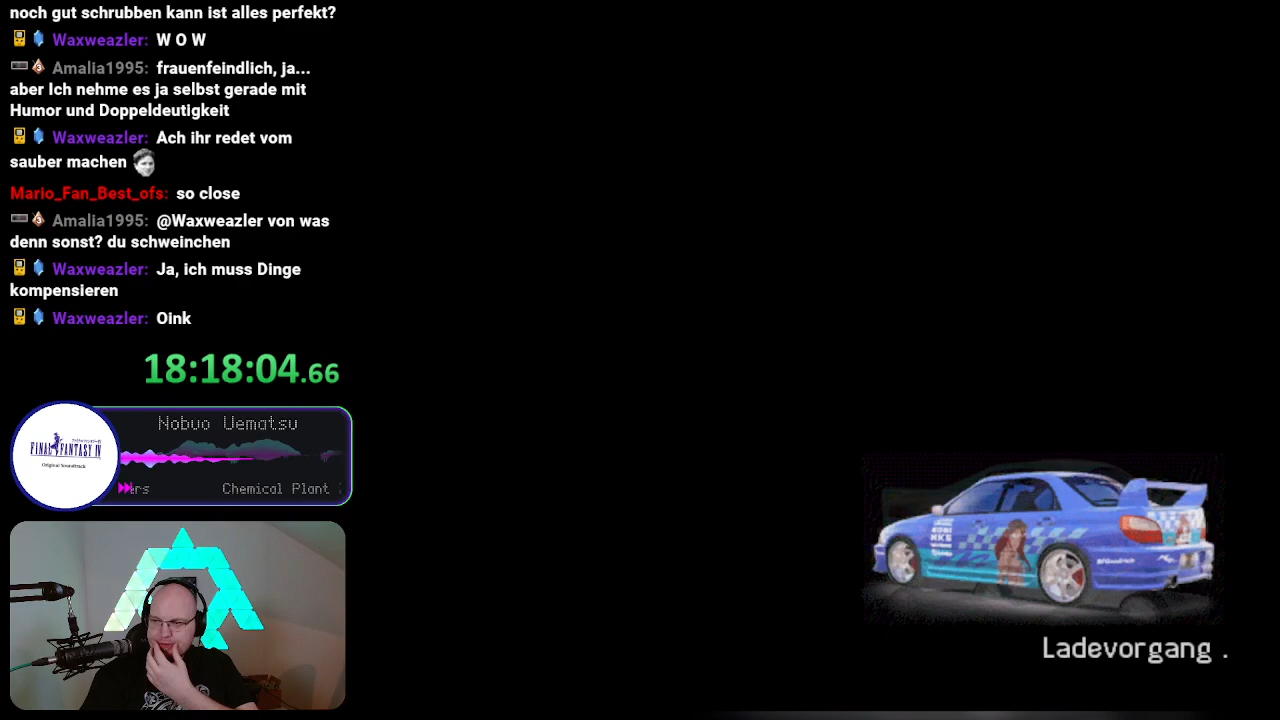 noch gut schrubben kann ist alles perfekt?
Waxweazler: W O W
Amalia1995: frauenfeindlich, ja...
aber Ich nehme es ja selbst gerade mit
Humor und Doppeldeutigkeit
Waxweazler: Ach ihr redet vom
sauber machen
Mario_Fan_Best_ofs: so close
Amalia1995: @Waxweazler von was
denn sonst? du schweinchen
Waxweazler: Ja, ich muss Dinge
kompensieren
Waxweazler: Oink
18:18:04.66
Nobuo Uematsu
FINAL FANTASY IV
Original Soundtrack
ers Chemical Plant
Ladevorgang .